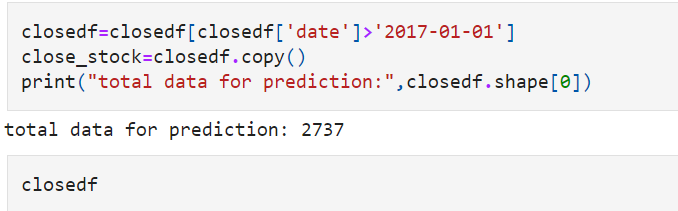 closedf=closedf[closedf['date']>'2017-01-01']
close_stock=closedf.copy()
print("total data for prediction:",closedf.shape[0])
total data for prediction: 2737
closedf